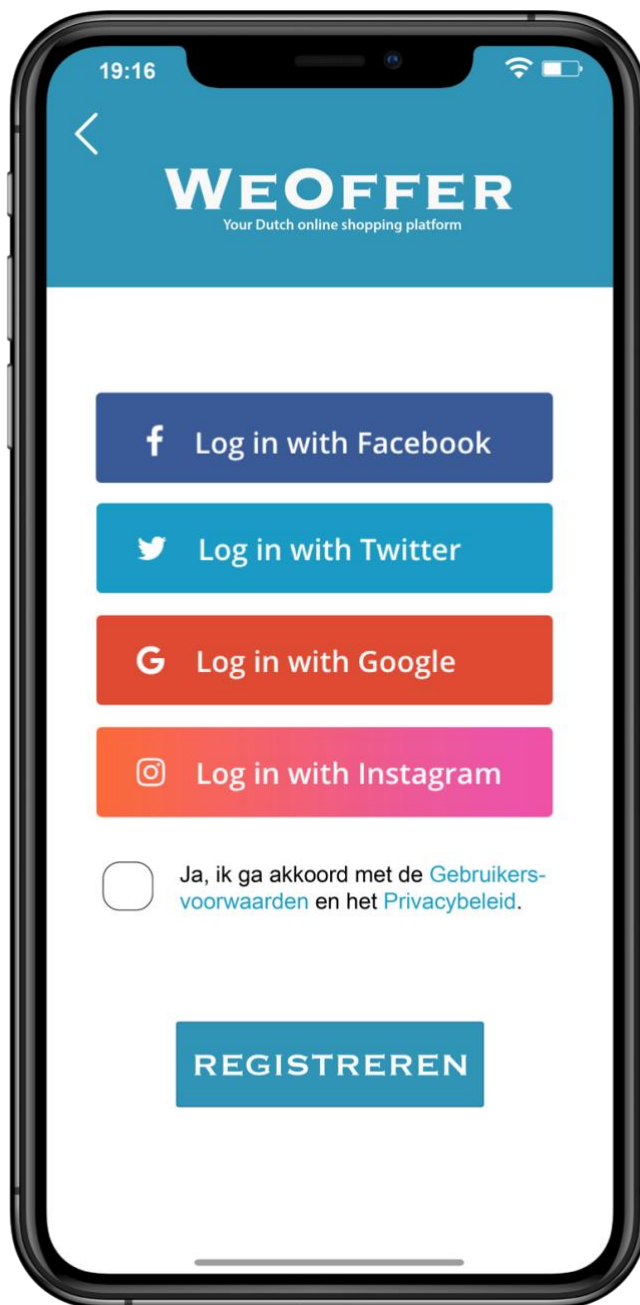 19:16
WEOFFER
Your Dutch online shopping platform
f Log in with Facebook
Log in with Twitter
G Log in with Google
Log in with Instagram
Ja, ik ga akkoord met de Gebruikers-
voorwaarden en het Privacybeleid.
REGISTREREN